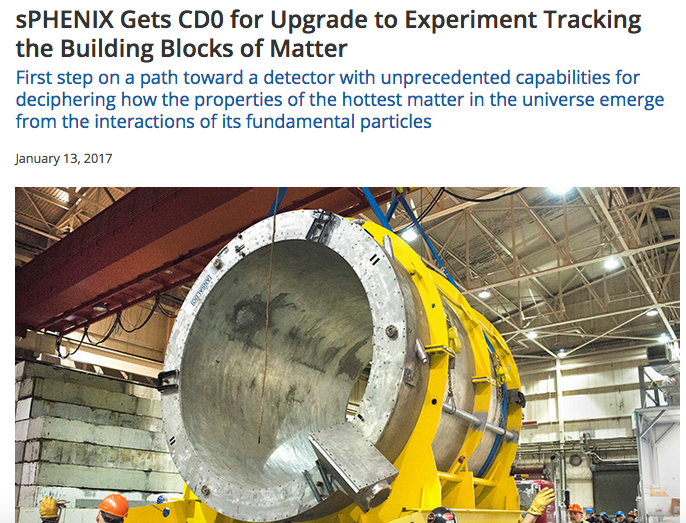 sPHENIX Gets CD0 for Upgrade to Experiment Tracking
the Building Blocks of Matter
First step on a path toward a detector with unprecedented capabilities for
deciphering how the properties of the hottest matter in the universe emerge
from the interactions of its fundamental particles
January 13, 2017